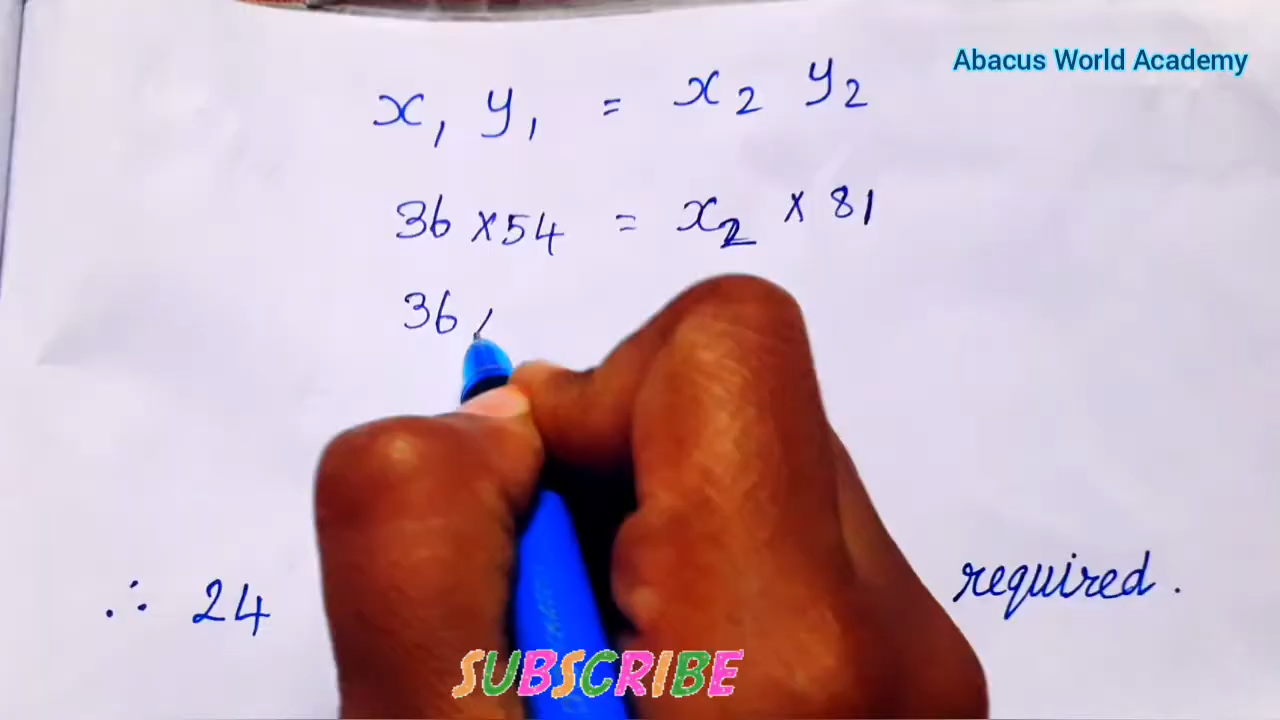 Abacus World Academy
x₁ y₁ = x₂ y₂
36 × 54 = x₂ × 81
36
∴ 24 required.
SUBSCRIBE